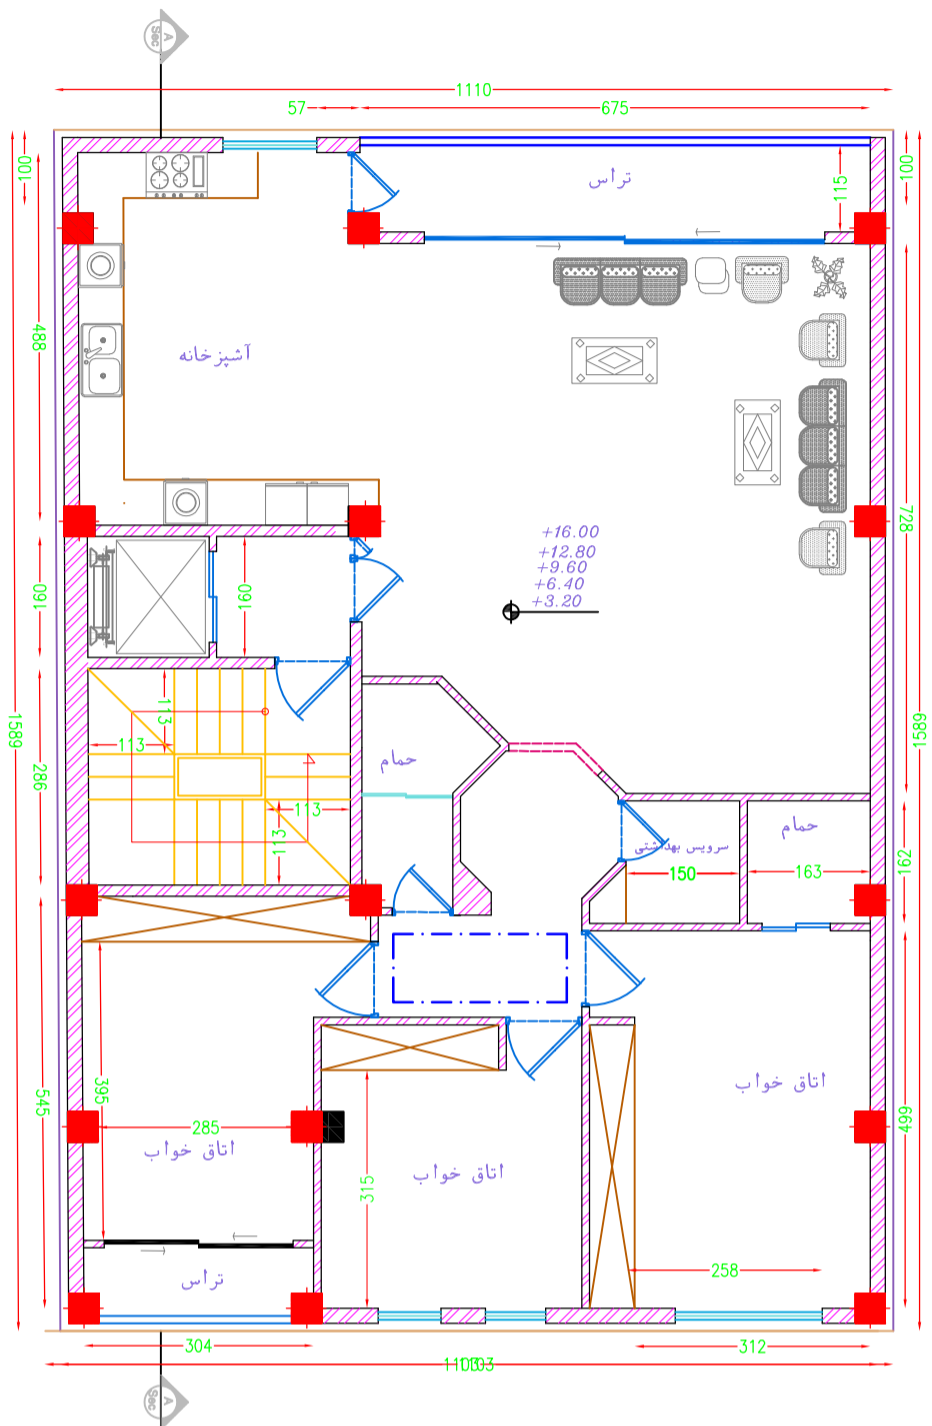 A
Sec
1110
57
675
100
100
تراس
115
488
آشپزخانه
728
+16.00
+12.80
+9.60
+6.40
+3.20
160
160
1589
1589
286
113
113
113
113
حمام
سرویس بهداشتی
حمام
150
163
162
545
395
285
اتاق خواب
اتاق خواب
315
اتاق خواب
499
258
تراس
304
312
A
Sec